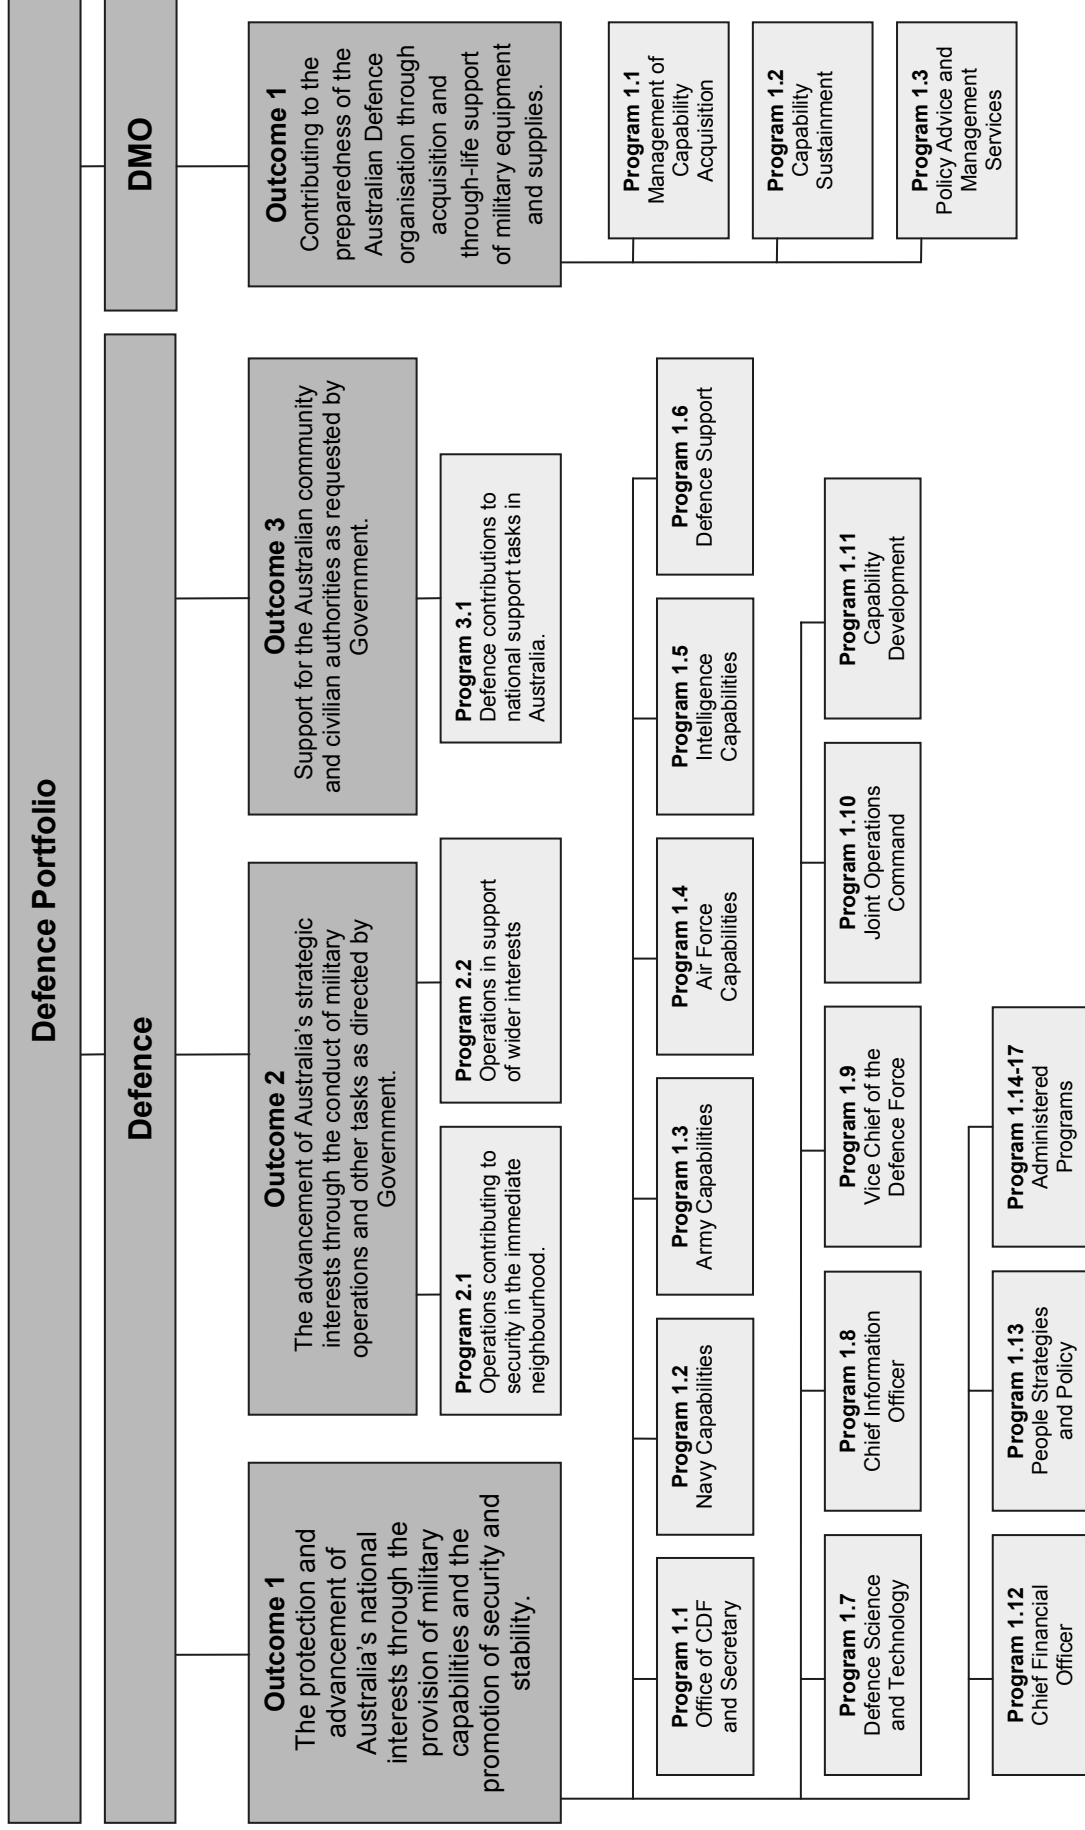 Defence Portfolio
Defence
DMO
Outcome 1
The protection and
advancement of
Australia's national
interests through the
provision of military
capabilities and the
promotion of security and
stability.
Outcome 2
The advancement of Australia's strategic
interests through the conduct of military
operations and other tasks as directed by
Government.
Outcome 3
Support for the Australian community
and civilian authorities as requested by
Government.
Outcome 1
Contributing to the
preparedness of the
Australian Defence
organisation through
acquisition and
through-life support
of military equipment
and supplies.
Program 2.1
Operations contributing to
security in the immediate
neighbourhood.
Program 2.2
Operations in support
of wider interests
Program 3.1
Defence contributions to
national support tasks in
Australia.
Program 1.1
Management of
Capability
Acquisition
Program 1.2
Capability
Sustainment
Program 1.3
Policy Advice and
Management
Services
Program 1.1
Office of CDF
and Secretary
Program 1.2
Navy Capabilities
Program 1.3
Army Capabilities
Program 1.4
Air Force
Capabilities
Program 1.5
Intelligence
Capabilities
Program 1.6
Defence Support
Program 1.7
Defence Science
and Technology
Program 1.8
Chief Information
Officer
Program 1.9
Vice Chief of the
Defence Force
Program 1.10
Joint Operations
Command
Program 1.11
Capability
Development
Program 1.12
Chief Financial
Officer
Program 1.13
People Strategies
and Policy
Program 1.14-17
Administered
Programs